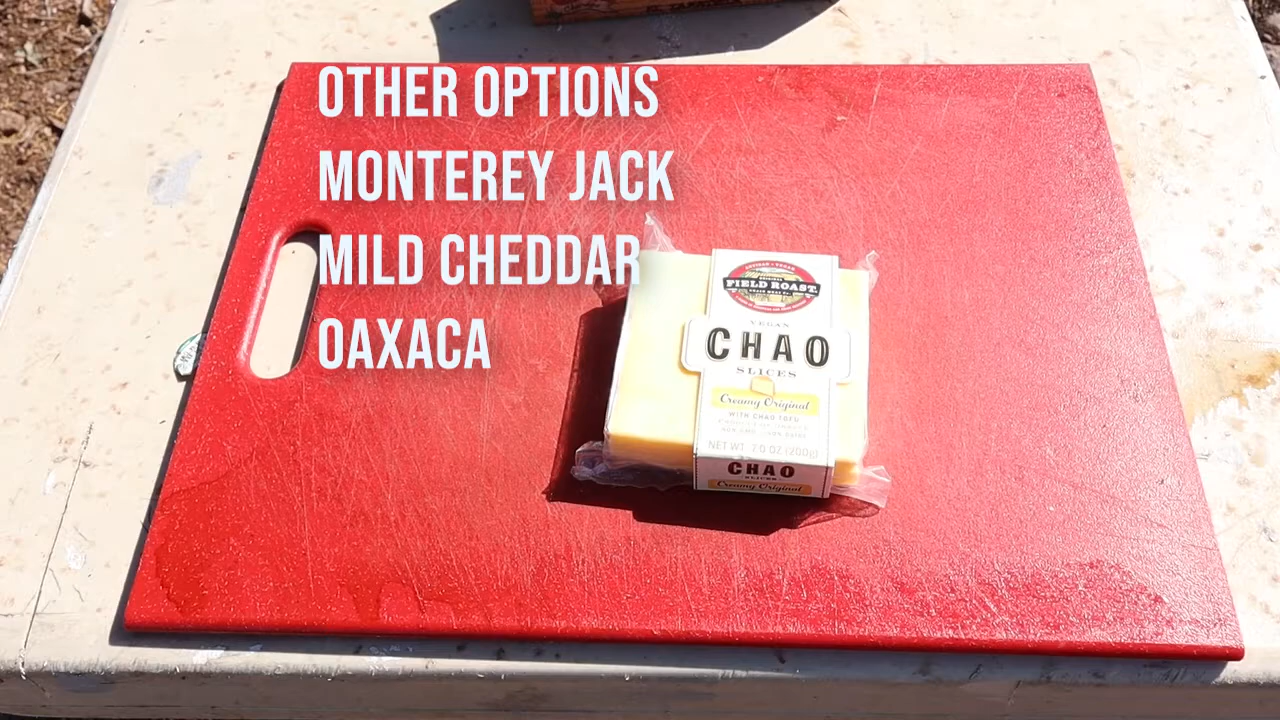 OTHER OPTIONS
MONTEREY JACK
MILD CHEDDAR
OAXACA
FIELD ROAST
VEGAN
CHAO
SLICES
Creamy Original
WITH CHAO TOFU
NET WT. 7.0 OZ (200g)
CHAO
SLICES
Creamy Original